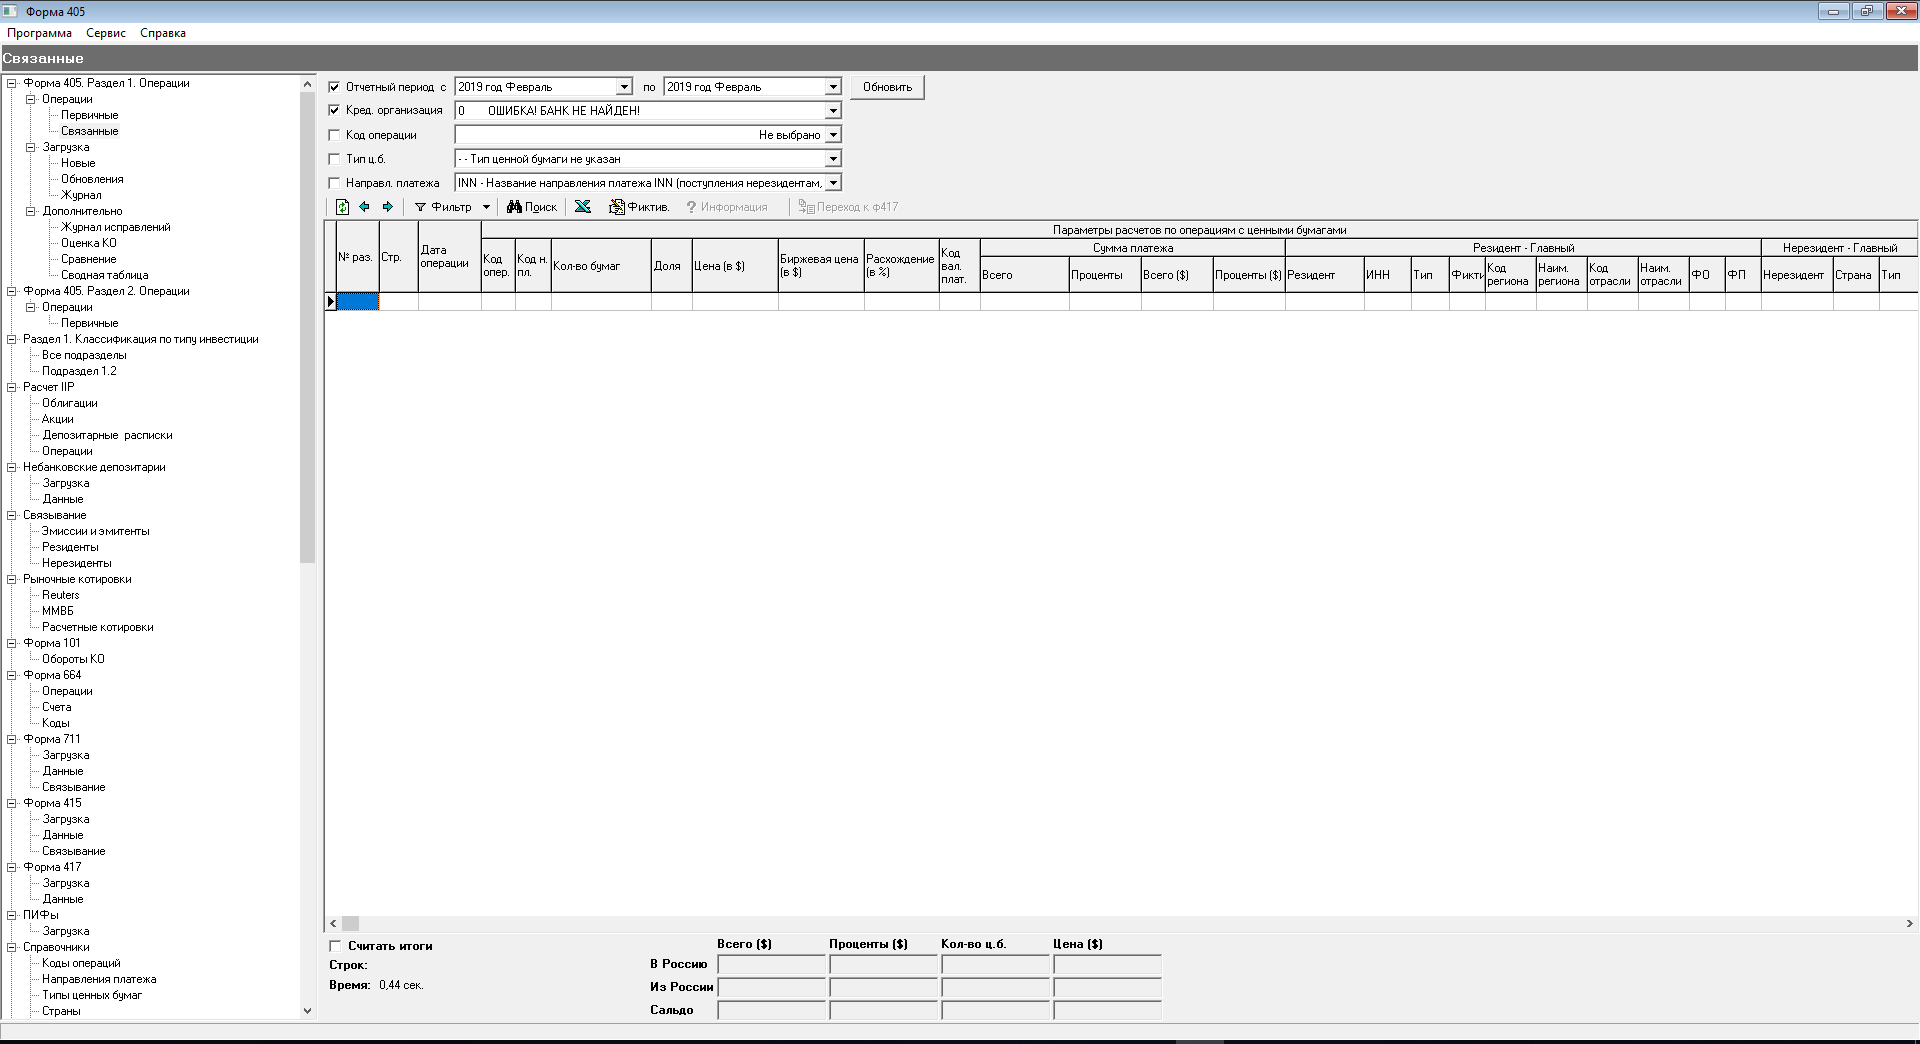 Форма 405
Программа Сервис Справка
Связанные
Форма 405. Раздел 1. Операции
Операции
Первичные
Связанные
Загрузка
Новые
Обновления
Журнал
Дополнительно
Журнал исправлений
Оценка КО
Сравнение
Сводная таблица
Форма 405. Раздел 2. Операции
Операции
Первичные
Раздел 1. Классификация по типу инвестиции
Все подразделы
Подраздел 1.2
Расчет IIP
Облигации
Акции
Депозитарные расписки
Операции
Небанковские депозитарии
Загрузка
Данные
Связывание
Эмиссии и эмитенты
Резиденты
Нерезиденты
Рыночные котировки
Reuters
ММВБ
Расчетные котировки
Форма 101
Обороты КО
Форма 664
Операции
Счета
Коды
Форма 711
Загрузка
Данные
Связывание
Форма 415
Загрузка
Данные
Связывание
Форма 417
Загрузка
Данные
ПИФы
Загрузка
Справочники
Коды операций
Направления платежа
Типы ценных бумаг
Страны
Отчетный период с 2019 год Февраль по 2019 год Февраль Обновить
Кред. организация 0 ОШИБКА! БАНК НЕ НАЙДЕН!
Код операции Не выбрано
Тип ц.б. - - Тип ценной бумаги не указан
Направл. платежа INN - Название направления платежа INN (поступления нерезидентам,
Фильтр Поиск Фиктив. ? Информация Переход к ф417
Параметры расчетов по операциям с ценными бумагами
Сумма платежа Резидент - Главный Нерезидент - Главный
№ раз. Стр. Дата операции Код опер. Код н. пл. Кол-во бумаг Доля Цена (в $) Биржевая цена (в $) Расхождение (в %) Код вал. плат. Всего Проценты Всего ($) Проценты ($) Резидент ИНН Тип Фикти Код региона Наим. региона Код отрасли Наим. отрасли ФО ФП Нерезидент Страна Тип
Считать итоги
Строк:
Время: 0,44 сек.
Всего ($) Проценты ($) Кол-во ц.б. Цена ($)
В Россию
Из России
Сальдо